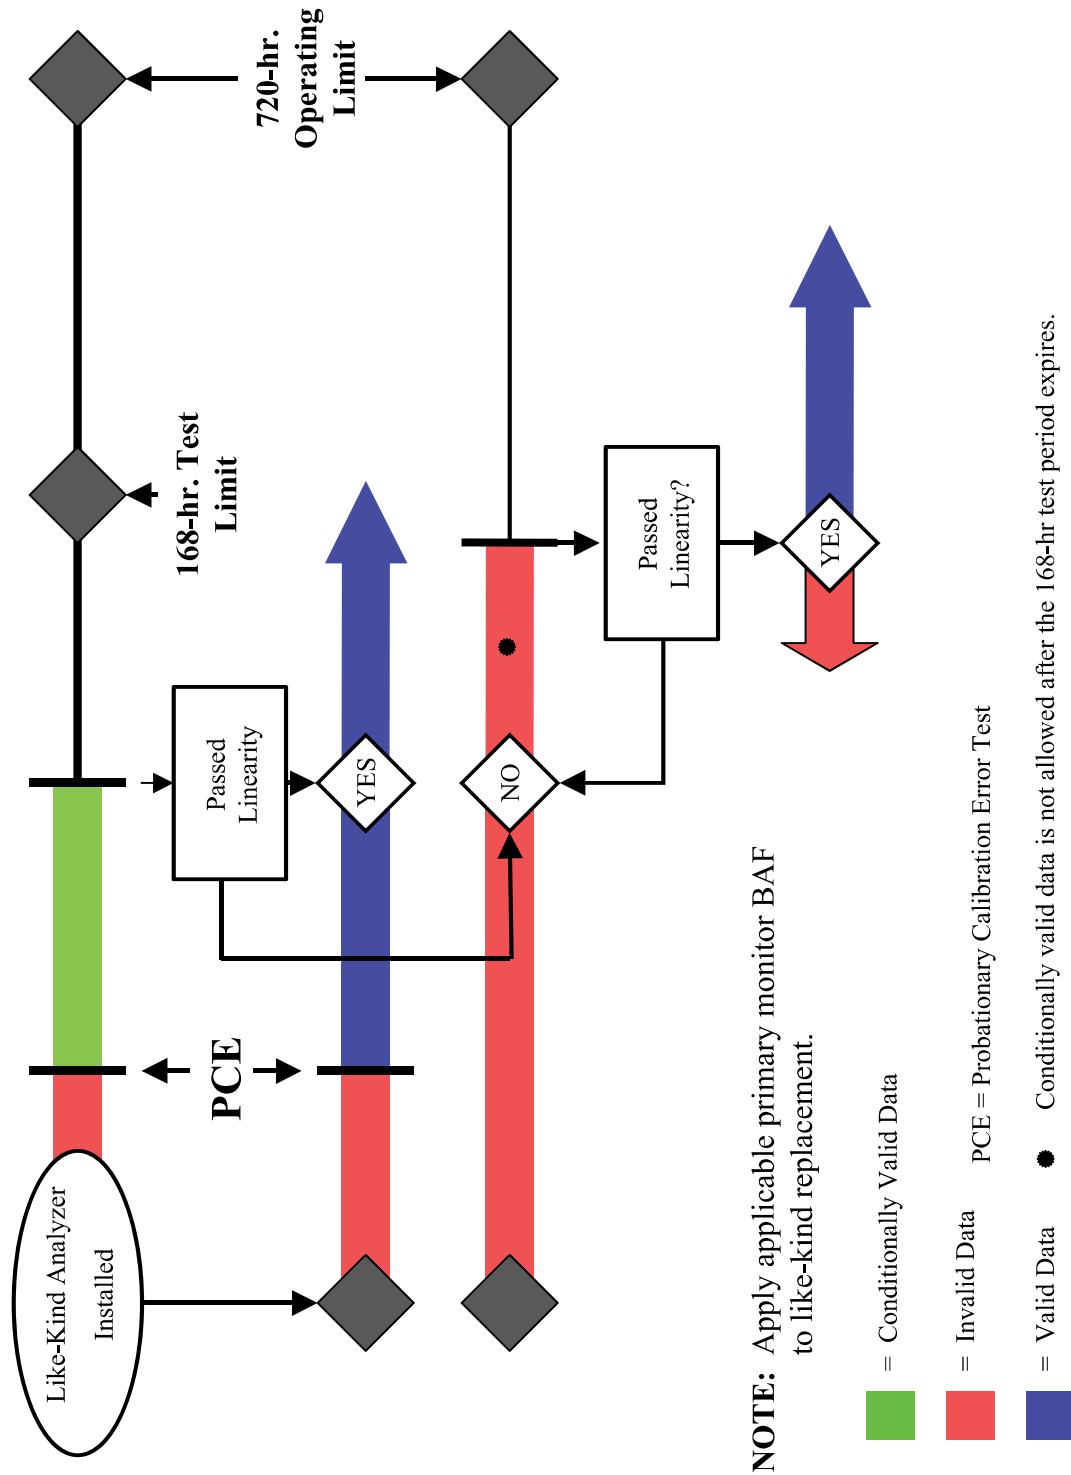 Like-Kind Analyzer
Installed
PCE
168-hr. Test
Limit
720-hr.
Operating
Limit
Passed
Linearity
YES
NO
Passed
Linearity?
YES
NOTE: Apply applicable primary monitor BAF
to like-kind replacement.
= Conditionally Valid Data
= Invalid Data
PCE = Probationary Calibration Error Test
= Valid Data
Conditionally valid data is not allowed after the 168-hr test period expires.